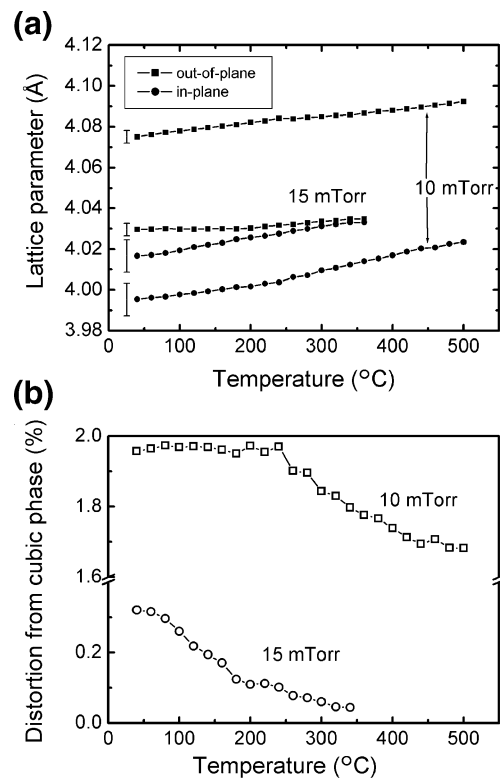 (a)
Lattice parameter (Å)
4.12
4.10
4.08
4.06
4.04
4.02
4.00
3.98
out-of-plane
in-plane
15 mTorr
10 mTorr
0 100 200 300 400 500
Temperature (°C)
(b)
Distortion from cubic phase (%)
2.0
1.8
1.6
0.2
0.0
10 mTorr
15 mTorr
0 100 200 300 400 500
Temperature (°C)